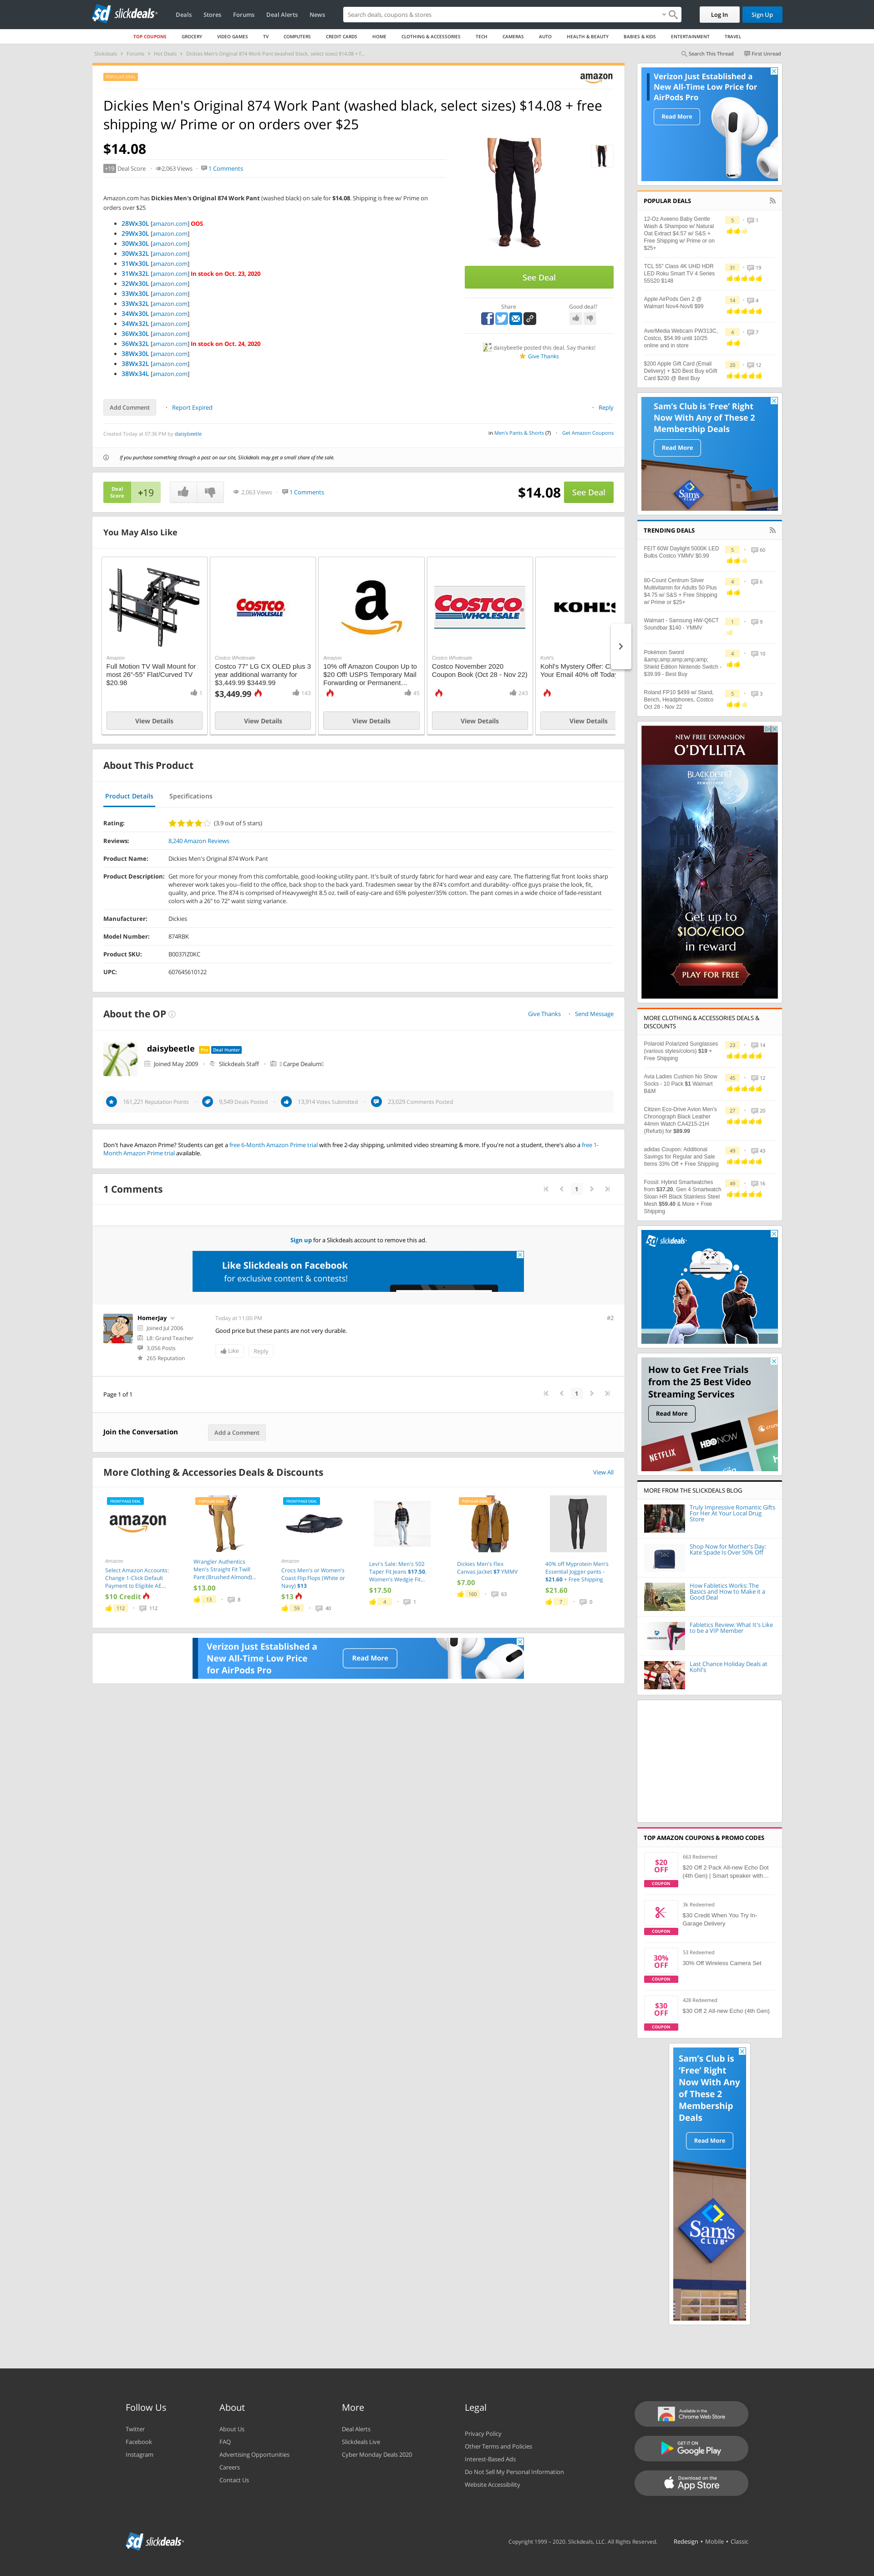 slickdeals
Deals Stores Forums Deal Alerts News
Search deals, coupons & stores
Log In
Sign Up
TOP COUPONS GROCERY VIDEO GAMES TV COMPUTERS CREDIT CARDS HOME CLOTHING & ACCESSORIES TECH CAMERAS AUTO HEALTH & BEAUTY BABIES & KIDS ENTERTAINMENT TRAVEL
Slickdeals > Forums > Hot Deals > Dickies Men's Original 874 Work Pant (washed black, select sizes) $14.08 + f...
Search This Thread First Unread
POPULAR DEAL
amazon
Dickies Men's Original 874 Work Pant (washed black, select sizes) $14.08 + free
shipping w/ Prime or on orders over $25
$14.08
+19 Deal Score 2,063 Views 1 Comments
Amazon.com has Dickies Men's Original 874 Work Pant (washed black) on sale for $14.08. Shipping is free w/ Prime on
orders over $25.
28Wx30L [amazon.com] OOS
29Wx30L [amazon.com]
30Wx30L [amazon.com]
30Wx32L [amazon.com]
31Wx30L [amazon.com]
31Wx32L [amazon.com] In stock on Oct. 23, 2020
32Wx30L [amazon.com]
33Wx30L [amazon.com]
33Wx32L [amazon.com]
34Wx30L [amazon.com]
34Wx32L [amazon.com]
36Wx30L [amazon.com]
36Wx32L [amazon.com] In stock on Oct. 24, 2020
38Wx30L [amazon.com]
38Wx32L [amazon.com]
38Wx34L [amazon.com]
See Deal
Share
Good deal?
daisybeetle posted this deal. Say thanks!
Give Thanks
Add Comment
Report Expired
Reply
Created Today at 07:36 PM by daisybeetle
in Men's Pants & Shorts (7) Get Amazon Coupons
If you purchase something through a post on our site, Slickdeals may get a small share of the sale.
Deal
Score
+19
2,063 Views 1 Comments
$14.08
See Deal
You May Also Like
COSTCO
WHOLESALE
COSTCO
WHOLESALE
KOHL'S
Amazon
Full Motion TV Wall Mount for
most 26"-55" Flat/Curved TV
$20.98
1
View Details
Costco Wholesale
Costco 77" LG CX OLED plus 3
year additional warranty for
$3,449.99 $3449.99
$3,449.99
143
View Details
Amazon
10% off Amazon Coupon Up to
$20 Off! USPS Temporary Mail
Forwarding or Permanent...
45
View Details
Costco Wholesale
Costco November 2020
Coupon Book (Oct 28 - Nov 22)
243
View Details
Kohl's
Kohl's Mystery Offer: C
Your Email 40% off Today
View Details
About This Product
Product Details
Specifications
Rating: (3.9 out of 5 stars)
Reviews: 8,240 Amazon Reviews
Product Name: Dickies Men's Original 874 Work Pant
Product Description: Get more for your money from this comfortable, good-looking utility pant. It's built of sturdy fabric for hard wear and easy care. The flattering flat front looks sharp
wherever work takes you--field to the office, back shop to the back yard. Tradesmen swear by the 874's comfort and durability- office guys praise the look, fit,
quality, and price. The 874 is comprised of Heavyweight 8.5 oz. twill of easy-care and 65% polyester/35% cotton. The pant comes in a wide choice of fade-resistant
colors with a 26" to 72" waist sizing variance.
Manufacturer: Dickies
Model Number: 874RBK
Product SKU: B0037IZ0KC
UPC: 607645610122
About the OP
Give Thanks Send Message
daisybeetle Pro Deal Hunter
Joined May 2009 Slickdeals Staff Carpe Dealum
161,221 Reputation Points 9,549 Deals Posted 13,914 Votes Submitted 23,029 Comments Posted
Don't have Amazon Prime? Students can get a free 6-Month Amazon Prime trial with free 2-day shipping, unlimited video streaming & more. If you're not a student, there's also a free 1-
Month Amazon Prime trial available.
1 Comments
1
Sign up for a Slickdeals account to remove this ad.
Like Slickdeals on Facebook
for exclusive content & contests!
HomerJay
Joined Jul 2006
L8: Grand Teacher
3,056 Posts
265 Reputation
Today at 11:00 PM
#2
Good price but these pants are not very durable.
Like
Reply
Page 1 of 1
1
Join the Conversation
Add a Comment
More Clothing & Accessories Deals & Discounts
View All
FRONTPAGE DEAL
amazon
Amazon
Select Amazon Accounts:
Change 1-Click Default
Payment to Eligible AE...
$10 Credit
112 112
POPULAR DEAL
Wrangler Authentics
Men's Straight Fit Twill
Pant (Brushed Almond)...
$13.00
13 8
FRONTPAGE DEAL
Amazon
Crocs Men's or Women's
Coast Flip Flops (White or
Navy) $13
$13
56 40
Levi's Sale: Men's 502
Taper Fit Jeans $17.50,
Women's Wedgie Fit...
$17.50
4 1
POPULAR DEAL
Dickies Men's Flex
Canvas Jacket $7 YMMV
$7.00
160 63
40% off Myprotein Men's
Essential Jogger pants -
$21.60 + Free Shipping
$21.60
7 0
Verizon Just Established a
New All-Time Low Price
for AirPods Pro
Read More
Verizon Just Established a
New All-Time Low Price for
AirPods Pro
Read More
POPULAR DEALS
12-Oz Aveeno Baby Gentle
Wash & Shampoo w/ Natural
Oat Extract $4.57 w/ S&S +
Free Shipping w/ Prime or on
$25+
5 1
TCL 55" Class 4K UHD HDR
LED Roku Smart TV 4 Series
55S20 $148
31 19
Apple AirPods Gen 2 @
Walmart Nov4-Nov8 $99
14 4
AverMedia Webcam PW313C,
Costco, $54.99 until 10/25
online and in store
4 7
$200 Apple Gift Card (Email
Delivery) + $20 Best Buy eGift
Card $200 @ Best Buy
20 12
Sam's Club is 'Free' Right
Now With Any of These 2
Membership Deals
Read More
Sam's
TRENDING DEALS
FEIT 60W Daylight 5000K LED
Bulbs Costco YMMV $0.99
5 60
80-Count Centrum Silver
Multivitamin for Adults 50 Plus
$4.75 w/ S&S + Free Shipping
w/ Prime or $25+
4 6
Walmart - Samsung HW-Q6CT
Soundbar $140 - YMMV
1 9
Pokémon Sword
&amp;amp;amp;amp;amp;
Shield Edition Nintendo Switch -
$39.99 - Best Buy
4 10
Roland FP10 $499 w/ Stand,
Bench, Headphones, Costco
Oct 28 - Nov 22
5 3
NEW FREE EXPANSION
O'DYLLITA
BLACK DESERT
Get up to
$100/€100
in reward
PLAY FOR FREE
MORE CLOTHING & ACCESSORIES DEALS &
DISCOUNTS
Polaroid Polarized Sunglasses
(various styles/colors) $19 +
Free Shipping
23 14
Avia Ladies Cushion No Show
Socks - 10 Pack $1 Walmart
B&M
45 12
Citizen Eco-Drive Avion Men's
Chronograph Black Leather
44mm Watch CA4215-21H
(Refurb) for $89.99
27 20
adidas Coupon: Additional
Savings for Regular and Sale
Items 33% Off + Free Shipping
49 43
Fossil: Hybrid Smartwatches
from $37.20, Gen 4 Smartwatch
Sloan HR Black Stainless Steel
Mesh $59.40 & More + Free
Shipping
49 16
slickdeals
How to Get Free Trials
from the 25 Best Video
Streaming Services
Read More
NETFLIX
HBO NOW
MORE FROM THE SLICKDEALS BLOG
Truly Impressive Romantic Gifts
For Her At Your Local Drug
Store
Shop Now for Mother's Day:
Kate Spade Is Over 50% Off
How Fabletics Works: The
Basics and How to Make it a
Good Deal
Fabletics Review: What It's Like
to be a VIP Member
Last Chance Holiday Deals at
Kohl's
TOP AMAZON COUPONS & PROMO CODES
$20
OFF
COUPON
663 Redeemed
$20 Off 2 Pack All-new Echo Dot
(4th Gen) | Smart speaker with...
COUPON
3k Redeemed
$30 Credit When You Try In-
Garage Delivery
30%
OFF
COUPON
53 Redeemed
30% Off Wireless Camera Set
$30
OFF
COUPON
428 Redeemed
$30 Off 2 All-new Echo (4th Gen)
Sam's Club is
'Free' Right
Now With Any
of These 2
Membership
Deals
Read More
Sam's
CLUB
Follow Us
Twitter
Facebook
Instagram
About
About Us
FAQ
Advertising Opportunities
Careers
Contact Us
More
Deal Alerts
Slickdeals Live
Cyber Monday Deals 2020
Legal
Privacy Policy
Other Terms and Policies
Interest-Based Ads
Do Not Sell My Personal Information
Website Accessibility
Available in the
Chrome Web Store
GET IT ON
Google Play
Download on the
App Store
slickdeals
Copyright 1999 - 2020. Slickdeals, LLC. All Rights Reserved. Redesign • Mobile • Classic